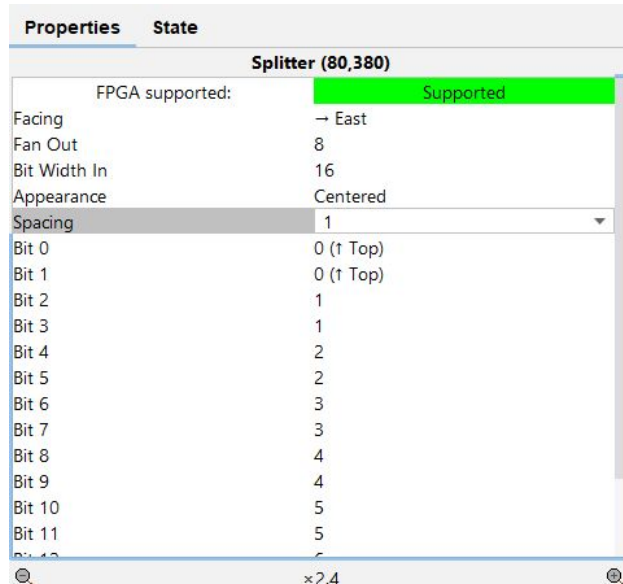 Properties State
Splitter (80,380)
FPGA supported: Supported
Facing → East
Fan Out 8
Bit Width In 16
Appearance Centered
Spacing 1
Bit 0 0 (↑ Top)
Bit 1 0 (↑ Top)
Bit 2 1
Bit 3 1
Bit 4 2
Bit 5 2
Bit 6 3
Bit 7 3
Bit 8 4
Bit 9 4
Bit 10 5
Bit 11 5
×2.4